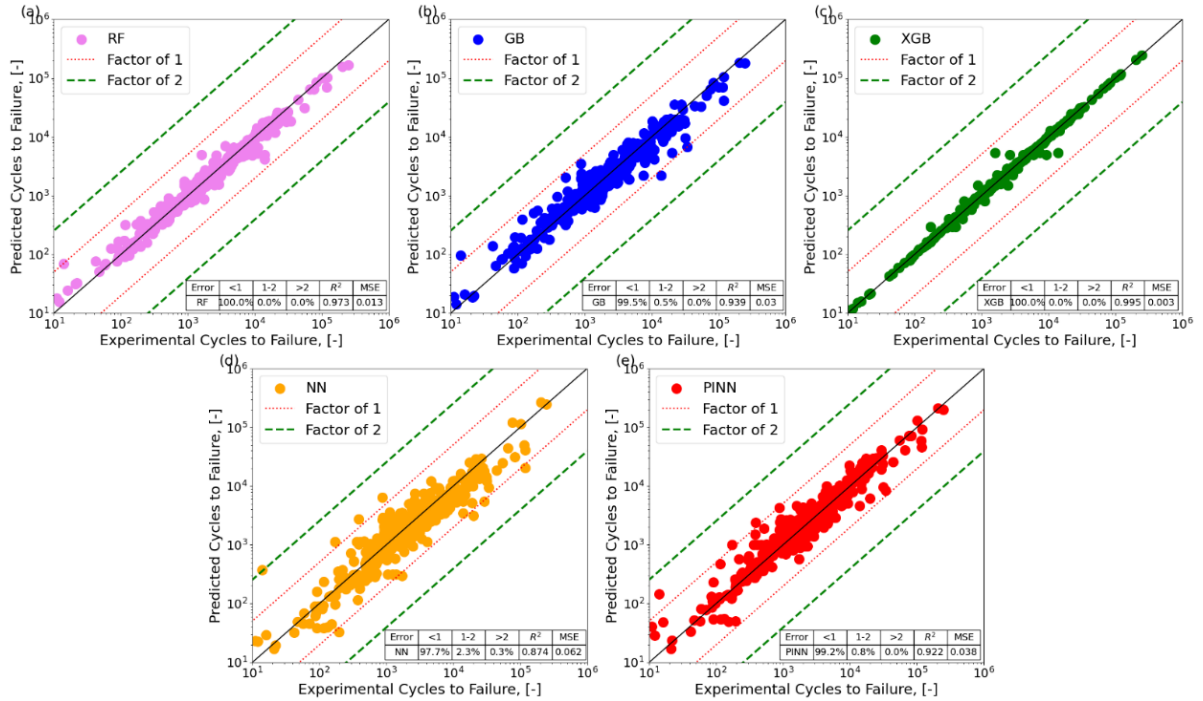 (a)
RF
Factor of 1
Factor of 2
Predicted Cycles to Failure, [-]
10^6
10^5
10^4
10^3
10^2
10^1
Error <1 1-2 >2 R^2 MSE
RF 100.0% 0.0% 0.0% 0.973 0.013
10^1 10^2 10^3 10^4 10^5 10^6
Experimental Cycles to Failure, [-]
(b)
GB
Factor of 1
Factor of 2
Predicted Cycles to Failure, [-]
10^6
10^5
10^4
10^3
10^2
10^1
Error <1 1-2 >2 R^2 MSE
GB 99.5% 0.5% 0.0% 0.939 0.03
10^1 10^2 10^3 10^4 10^5 10^6
Experimental Cycles to Failure, [-]
(c)
XGB
Factor of 1
Factor of 2
Predicted Cycles to Failure, [-]
10^6
10^5
10^4
10^3
10^2
10^1
Error <1 1-2 >2 R^2 MSE
XGB 100.0% 0.0% 0.0% 0.995 0.003
10^1 10^2 10^3 10^4 10^5 10^6
Experimental Cycles to Failure, [-]
(d)
NN
Factor of 1
Factor of 2
Predicted Cycles to Failure, [-]
10^6
10^5
10^4
10^3
10^2
10^1
Error <1 1-2 >2 R^2 MSE
NN 97.7% 2.3% 0.3% 0.874 0.062
10^1 10^2 10^3 10^4 10^5 10^6
Experimental Cycles to Failure, [-]
(e)
PINN
Factor of 1
Factor of 2
Predicted Cycles to Failure, [-]
10^6
10^5
10^4
10^3
10^2
10^1
Error <1 1-2 >2 R^2 MSE
PINN 99.2% 0.8% 0.0% 0.922 0.038
10^1 10^2 10^3 10^4 10^5 10^6
Experimental Cycles to Failure, [-]